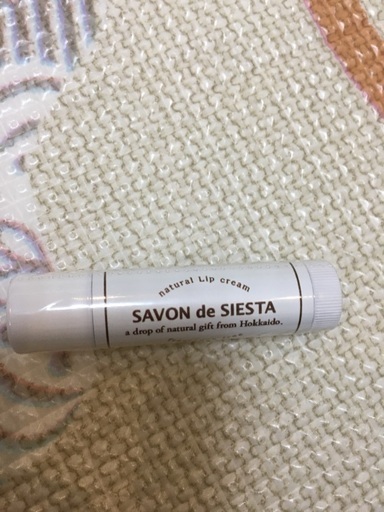 natural Lip cream
SAVON de SIESTA
a drop of natural gift from Hokkaido.